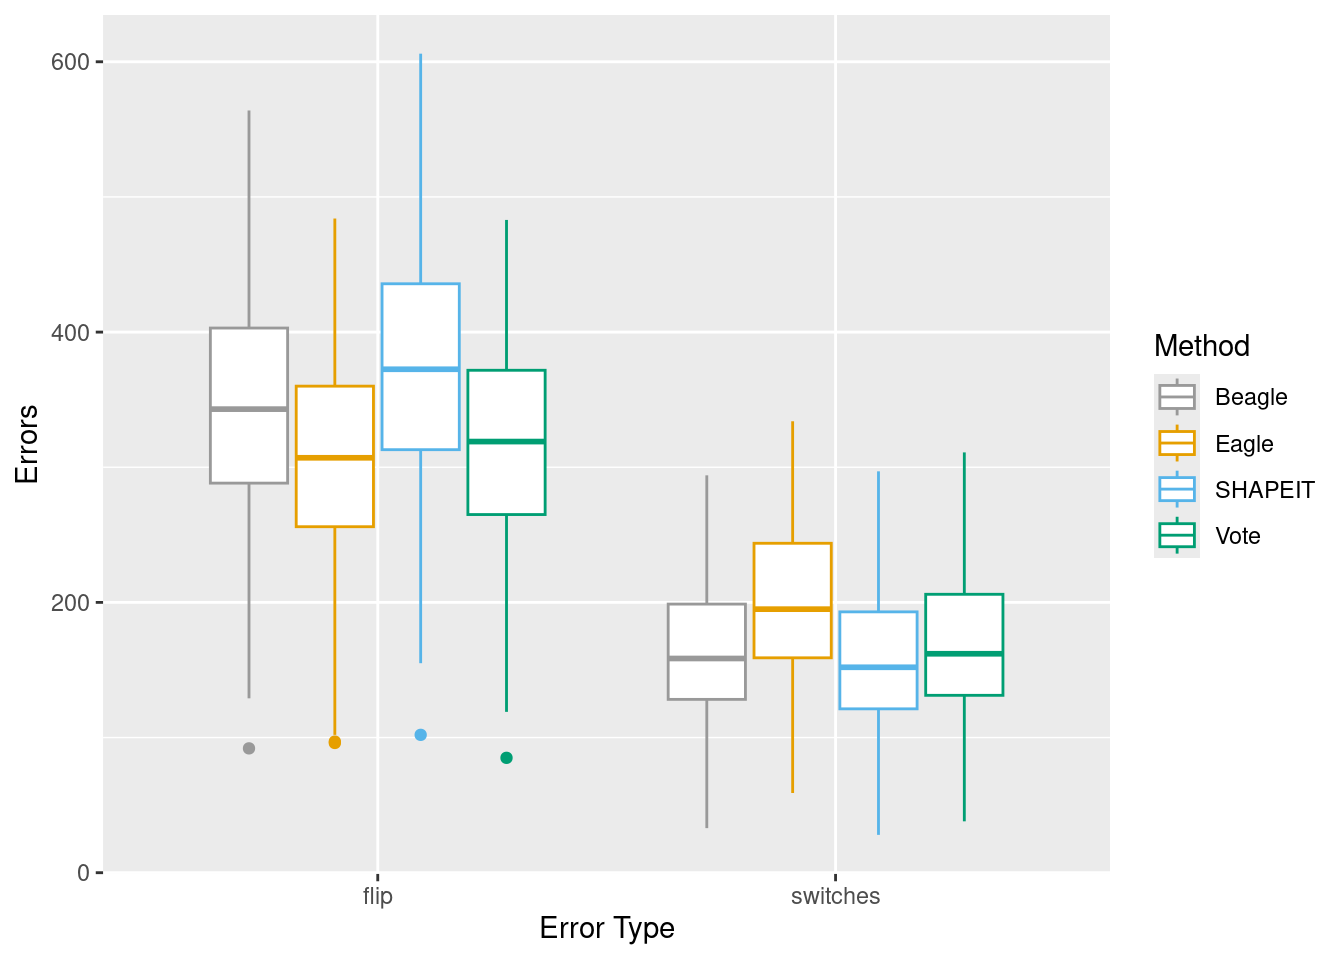 600
400
200
0
Errors
flip
switches
Error Type
Method
Beagle
Eagle
SHAPEIT
Vote